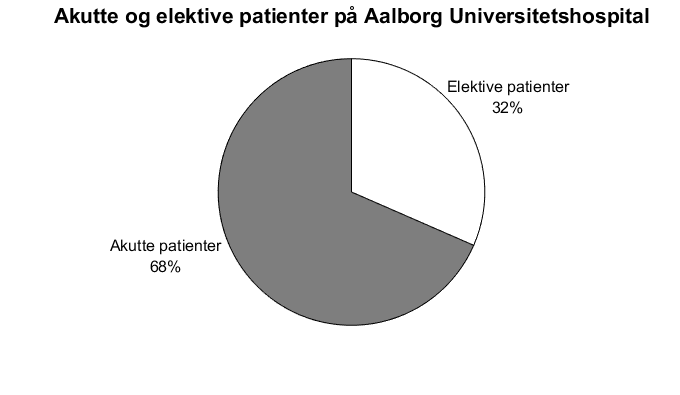 Akutte og elektive patienter på Aalborg Universitetshospital
Elektive patienter
32%
Akutte patienter
68%